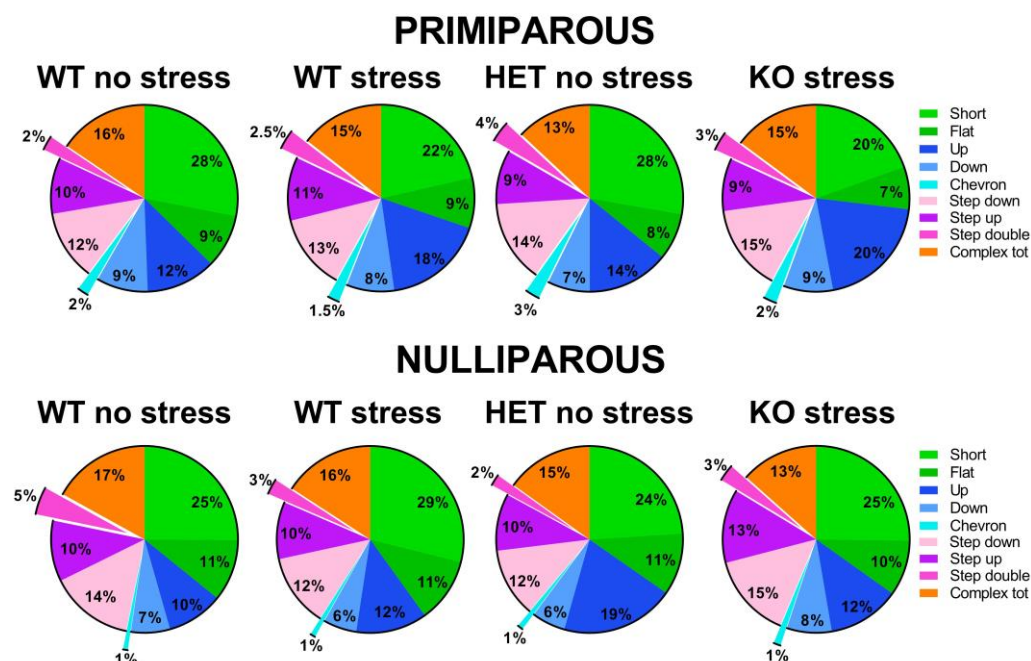 PRIMIPAROUS
WT no stress
28%
9%
12%
9%
2%
12%
10%
2%
16%
WT stress
22%
9%
18%
8%
1.5%
13%
11%
2.5%
15%
HET no stress
28%
8%
14%
7%
3%
14%
9%
4%
13%
KO stress
20%
7%
20%
9%
2%
15%
9%
3%
15%
Short
Flat
Up
Down
Chevron
Step down
Step up
Step double
Complex tot
NULLIPAROUS
WT no stress
25%
11%
10%
7%
1%
14%
10%
5%
17%
WT stress
29%
11%
12%
6%
1%
12%
10%
3%
16%
HET no stress
24%
11%
19%
6%
1%
12%
10%
2%
15%
KO stress
25%
10%
12%
8%
1%
15%
13%
3%
13%
Short
Flat
Up
Down
Chevron
Step down
Step up
Step double
Complex tot